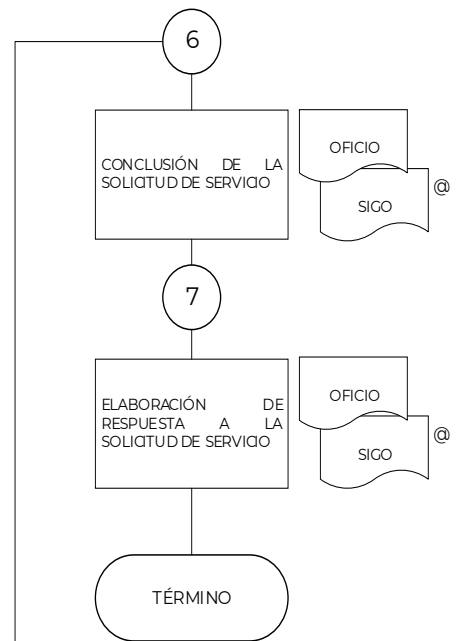 6
CONCLUSIÓN DE LA
SOLICITUD DE SERVICIO
OFICIO
SIGO
@
7
ELABORACIÓN DE
RESPUESTA A LA
SOLICITUD DE SERVICIO
OFICIO
SIGO
@
TÉRMINO